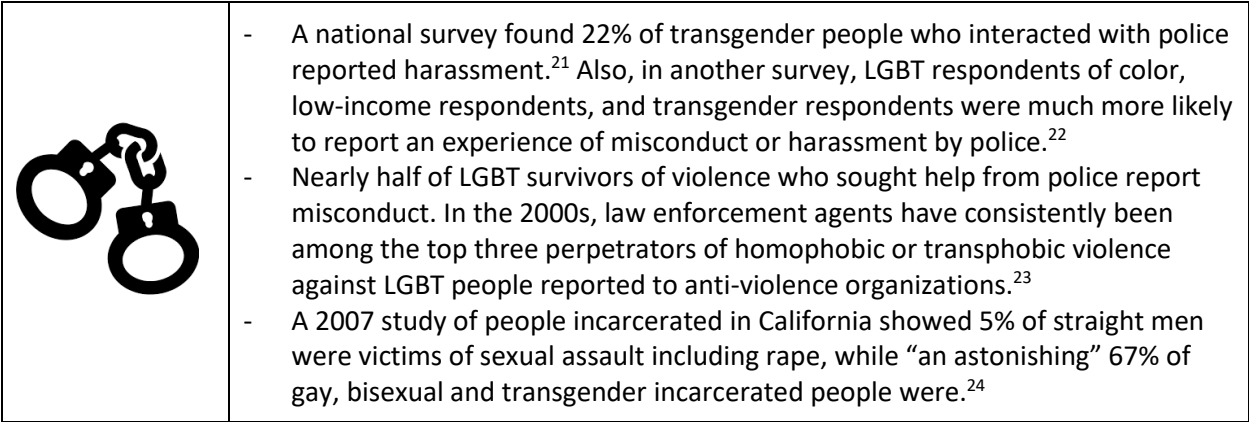 - A national survey found 22% of transgender people who interacted with police
reported harassment.21 Also, in another survey, LGBT respondents of color,
low-income respondents, and transgender respondents were much more likely
to report an experience of misconduct or harassment by police.22
- Nearly half of LGBT survivors of violence who sought help from police report
misconduct. In the 2000s, law enforcement agents have consistently been
among the top three perpetrators of homophobic or transphobic violence
against LGBT people reported to anti-violence organizations.23
- A 2007 study of people incarcerated in California showed 5% of straight men
were victims of sexual assault including rape, while “an astonishing” 67% of
gay, bisexual and transgender incarcerated people were.24